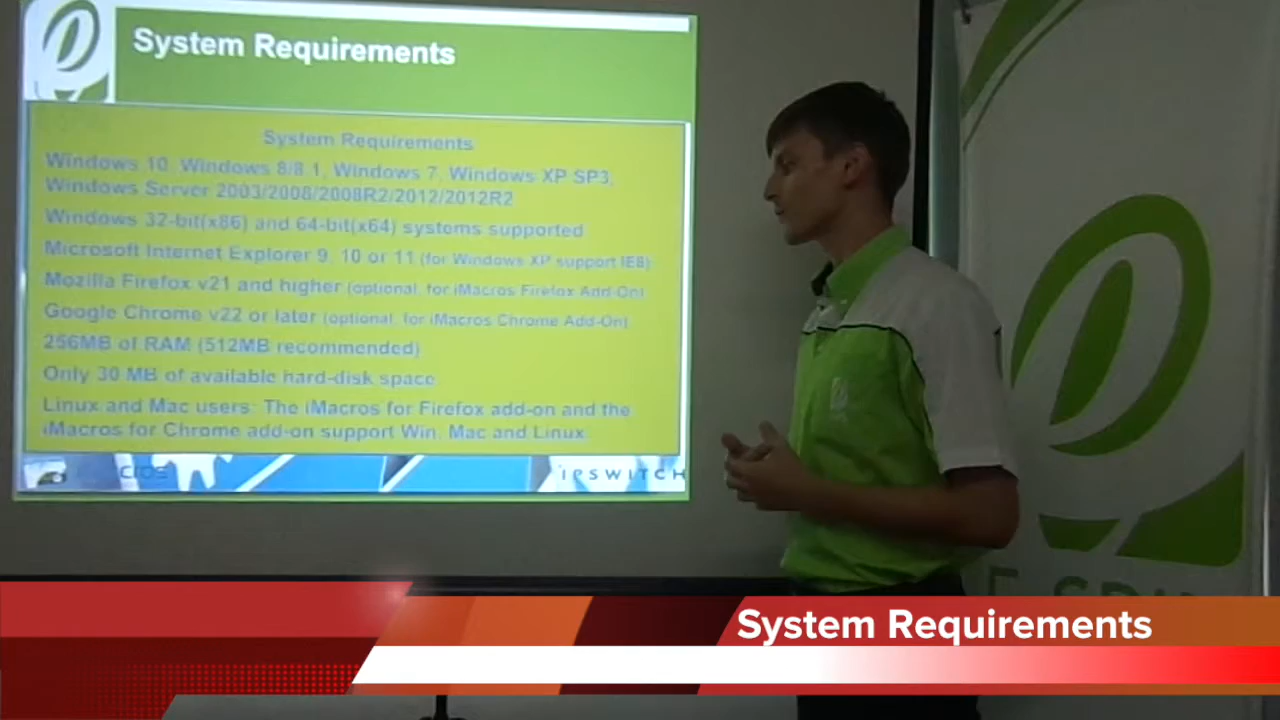 System Requirements
System Requirements
Windows 10, Windows 8/8.1, Windows 7, Windows XP SP3,
Windows Server 2003/2008/2008R2/2012/2012R2
Windows 32-bit(x86) and 64-bit(x64) systems supported
Microsoft Internet Explorer 9, 10 or 11 (for Windows XP support IE8)
Mozilla Firefox v21 and higher (optional, for iMacros Firefox Add-On)
Google Chrome v22 or later (optional, for iMacros Chrome Add-On)
256MB of RAM (512MB recommended)
Only 30 MB of available hard-disk space
Linux and Mac users: The iMacros for Firefox add-on and the
iMacros for Chrome add-on support Win, Mac and Linux.
IPSWITCH
System Requirements